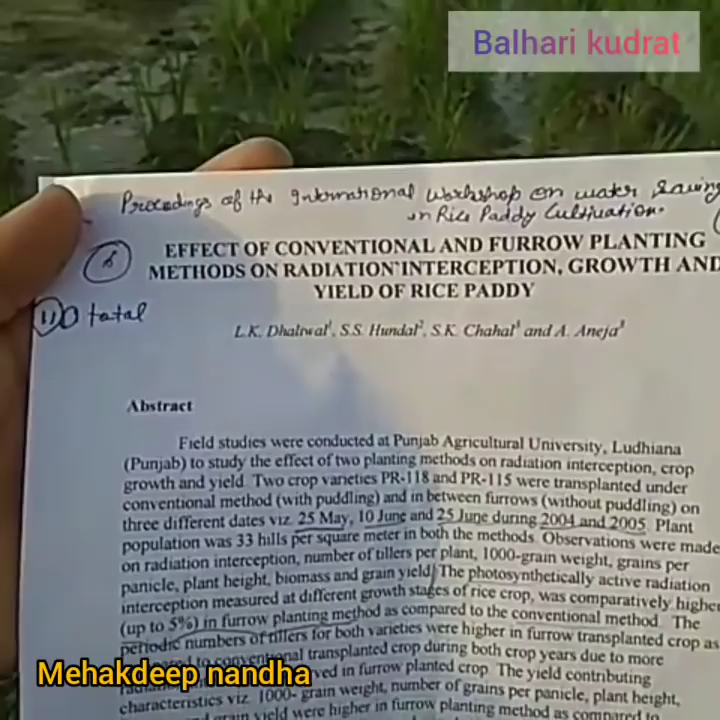 Balhari kudrat
Proceedings of the International Workshop on water Saving
in Rice Paddy Cultivation.
EFFECT OF CONVENTIONAL AND FURROW PLANTING
METHODS ON RADIATION INTERCEPTION, GROWTH AND
YIELD OF RICE PADDY
11) total
L.K. Dhaliwal¹, S.S. Hundal², S.K. Chahal³ and A. Aneja³
Abstract
Field studies were conducted at Punjab Agricultural University, Ludhiana
(Punjab) to study the effect of two planting methods on radiation interception, crop
growth and yield. Two crop varieties PR-118 and PR-115 were transplanted under
conventional method (with puddling) and in between furrows (without puddling) on
three different dates viz. 25 May, 10 June and 25 June during 2004 and 2005. Plant
population was 33 hills per square meter in both the methods. Observations were made
on radiation interception, number of tillers per plant, 1000-grain weight, grains per
panicle, plant height, biomass and grain yield. The photosynthetically active radiation
interception measured at different growth stages of rice crop, was comparatively higher
(up to 5%) in furrow planting method as compared to the conventional method. The
periodic numbers of tillers for both varieties were higher in furrow transplanted crop as
to conventional transplanted crop during both crop years due to more
ved in furrow planted crop. The yield contributing
characteristics viz. 1000- grain weight, number of grains per panicle, plant height,
grain yield were higher in furrow planting method as compared to
Mehakdeep nandha